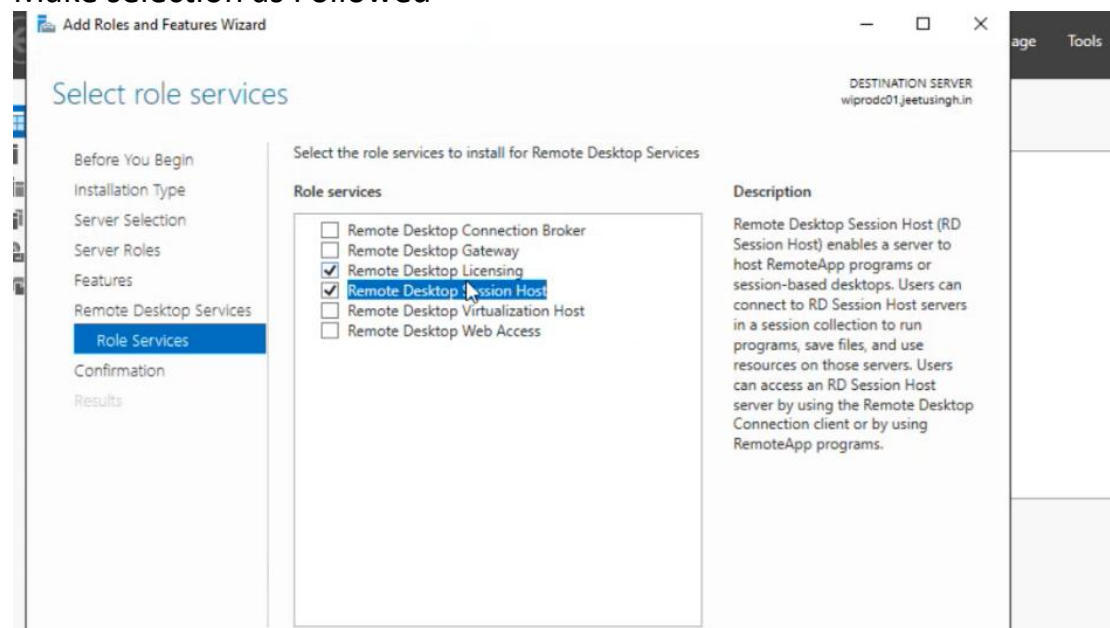 Make selection as Followed
Add Roles and Features Wizard
age Tools
Select role services
DESTINATION SERVER
wiprodc01.jeetusingh.in
Before You Begin
Installation Type
Server Selection
Server Roles
Features
Remote Desktop Services
Role Services
Confirmation
Results
Select the role services to install for Remote Desktop Services
Role services
Remote Desktop Connection Broker
Remote Desktop Gateway
Remote Desktop Licensing
Remote Desktop Session Host
Remote Desktop Virtualization Host
Remote Desktop Web Access
Description
Remote Desktop Session Host (RD
Session Host) enables a server to
host RemoteApp programs or
session-based desktops. Users can
connect to RD Session Host servers
in a session collection to run
programs, save files, and use
resources on those servers. Users
can access an RD Session Host
server by using the Remote Desktop
Connection client or by using
RemoteApp programs.